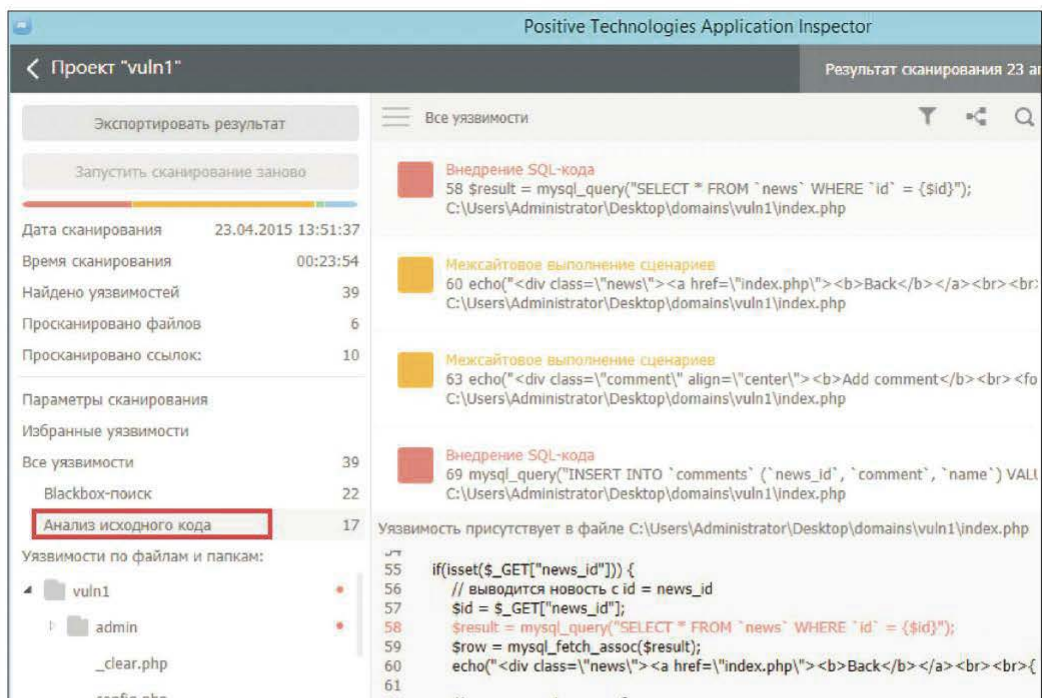 Positive Technologies Application Inspector
Проект "vuln1"
Результат сканирования 23
Экспортировать результат
Запустить сканирование заново
Дата сканирования 23.04.2015 13:51:37
Время сканирования 00:23:54
Найдено уязвимостей 39
Просканировано файлов 6
Просканировано ссылок: 10
Параметры сканирования
Избранные уязвимости
Все уязвимости 39
Blackbox-поиск 22
Анализ исходного кода 17
Уязвимости по файлам и папкам:
vuln1
admin
_clear.php
Все уязвимости
Внедрение SQL-кода
58 $result = mysql_query("SELECT * FROM `news` WHERE `id` = {$id}");
C:\Users\Administrator\Desktop\domains\vuln1\index.php
Межсайтовое выполнение сценариев
60 echo("<div class=\"news\"><a href=\"index.php\"><b>Back</b></a><br><br>
C:\Users\Administrator\Desktop\domains\vuln1\index.php
Межсайтовое выполнение сценариев
63 echo("<div class=\"comment\" align=\"center\"><b>Add comment</b><br><fo
C:\Users\Administrator\Desktop\domains\vuln1\index.php
Внедрение SQL-кода
69 mysql_query("INSERT INTO `comments` (`news_id`, `comment`, `name`) VALU
C:\Users\Administrator\Desktop\domains\vuln1\index.php
Уязвимость присутствует в файле C:\Users\Administrator\Desktop\domains\vuln1\index.php
55 if(isset($_GET["news_id"])) {
56 // выводится новость с id = news_id
57 $id = $_GET["news_id"];
58 $result = mysql_query("SELECT * FROM `news` WHERE `id` = {$id}");
59 $row = mysql_fetch_assoc($result);
60 echo("<div class=\"news\"><a href=\"index.php\"><b>Back</b></a><br><br>{
61